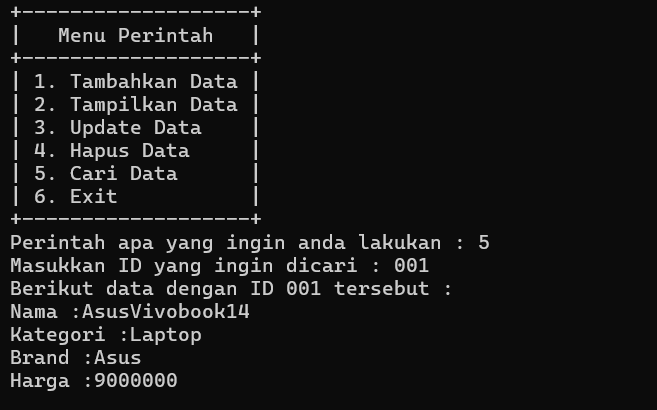 +-------------------+
|   Menu Perintah   |
+-------------------+
| 1. Tambahkan Data |
| 2. Tampilkan Data |
| 3. Update Data    |
| 4. Hapus Data     |
| 5. Cari Data      |
| 6. Exit           |
+-------------------+
Perintah apa yang ingin anda lakukan : 5
Masukkan ID yang ingin dicari : 001
Berikut data dengan ID 001 tersebut :
Nama :AsusVivobook14
Kategori :Laptop
Brand :Asus
Harga :9000000